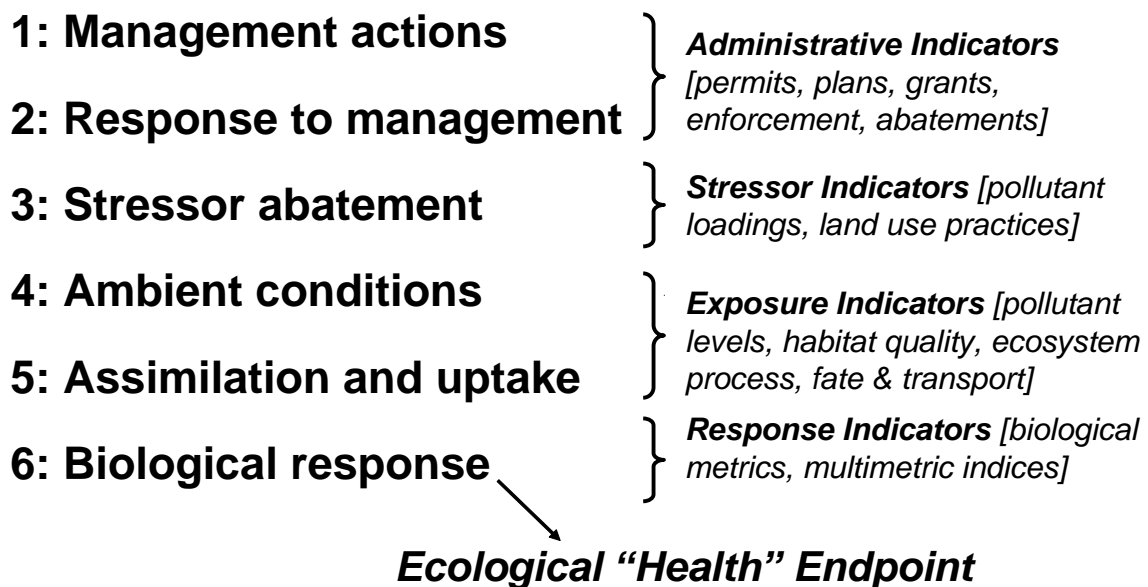 1: Management actions
2: Response to management
Administrative Indicators
[permits, plans, grants,
enforcement, abatements]
3: Stressor abatement
Stressor Indicators [pollutant
loadings, land use practices]
4: Ambient conditions
5: Assimilation and uptake
Exposure Indicators [pollutant
levels, habitat quality, ecosystem
process, fate & transport]
6: Biological response
Response Indicators [biological
metrics, multimetric indices]
Ecological “Health” Endpoint